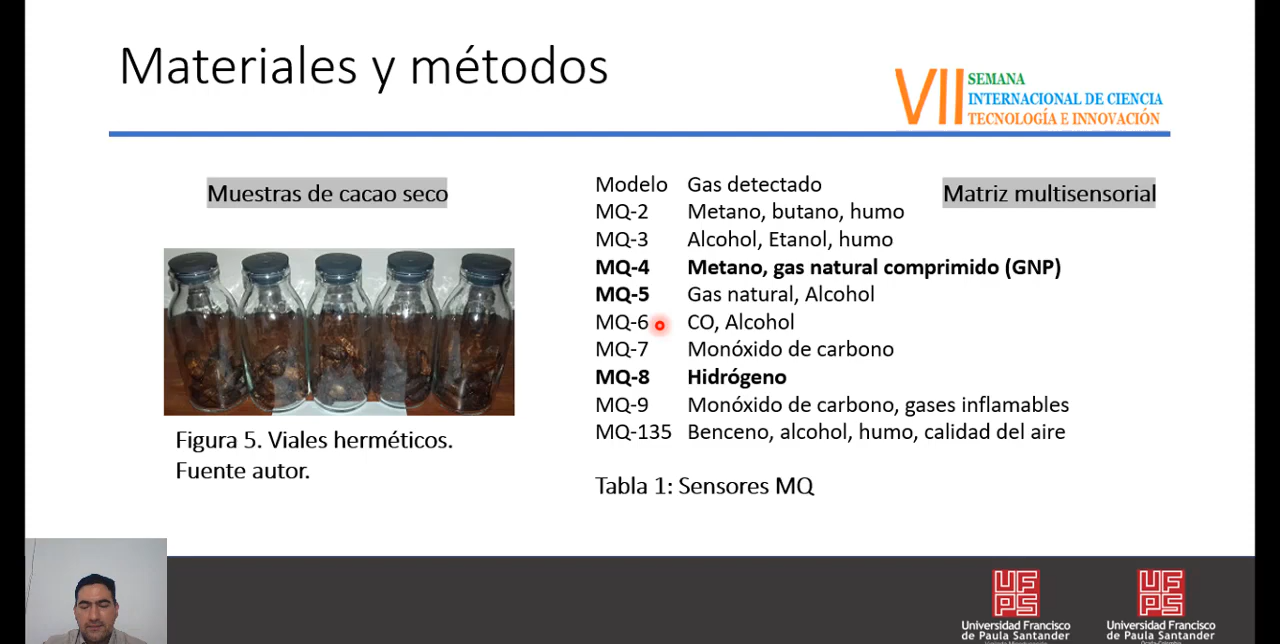 Materiales y métodos
VII
SEMANA
INTERNACIONAL DE CIENCIA
TECNOLOGÍA E INNOVACIÓN
Muestras de cacao seco
Figura 5. Viales herméticos.
Fuente autor.
Matriz multisensorial
Modelo Gas detectado
MQ-2 Metano, butano, humo
MQ-3 Alcohol, Etanol, humo
MQ-4 Metano, gas natural comprimido (GNP)
MQ-5 Gas natural, Alcohol
MQ-6 CO, Alcohol
MQ-7 Monóxido de carbono
MQ-8 Hidrógeno
MQ-9 Monóxido de carbono, gases inflamables
MQ-135 Benceno, alcohol, humo, calidad del aire
Tabla 1: Sensores MQ
UFPS
Universidad Francisco
de Paula Santander
UFPS
Universidad Francisco
de Paula Santander